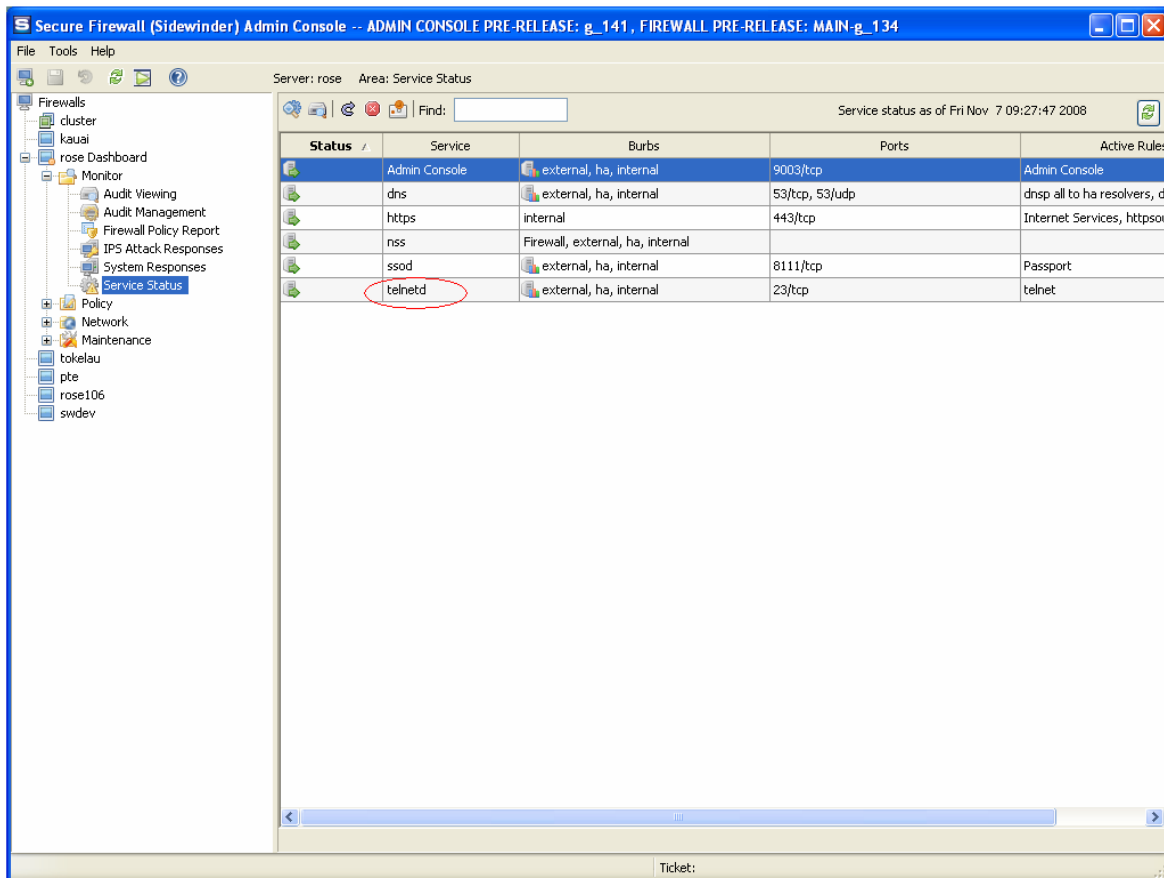 Secure Firewall (Sidewinder) Admin Console -- ADMIN CONSOLE PRE-RELEASE: g_141, FIREWALL PRE-RELEASE: MAIN-g_134
File Tools Help
Server: rose Area: Service Status
Firewalls
cluster
kauai
rose Dashboard
Monitor
Audit Viewing
Audit Management
Firewall Policy Report
IPS Attack Responses
System Responses
Service Status
Policy
Network
Maintenance
tokelau
pte
rose106
swdev
Find:
Service status as of Fri Nov 7 09:27:47 2008
Status Service Burbs Ports Active Rules
Admin Console external, ha, internal 9003/tcp Admin Console
dns external, ha, internal 53/tcp, 53/udp dnsp all to ha resolvers, d
https internal 443/tcp Internet Services, httpsou
nss Firewall, external, ha, internal
ssod external, ha, internal 8111/tcp Passport
telnetd external, ha, internal 23/tcp telnet
Ticket: